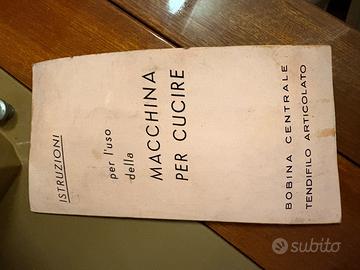 ISTRUZIONI
per l'uso
della
MACCHINA
PER CUCIRE
BOBINA CENTRALE
TENDIFILO ARTICOLATO
subito